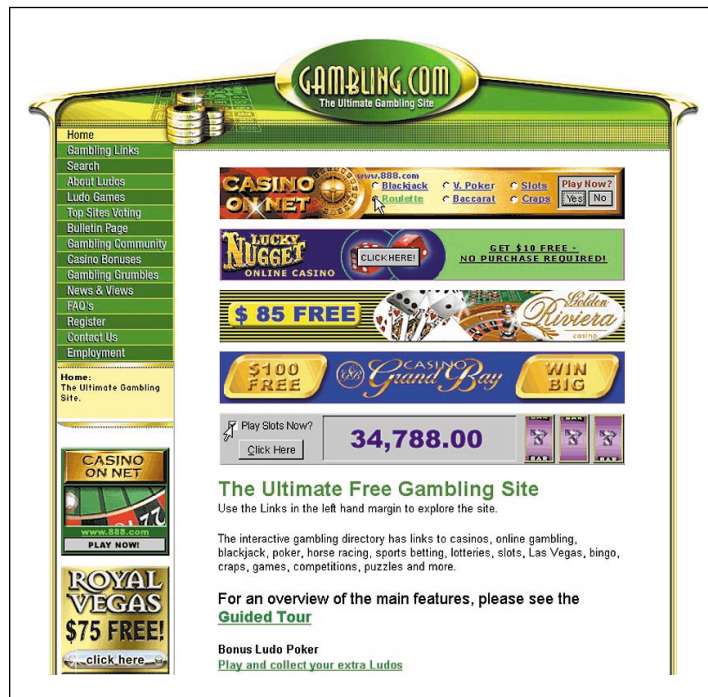 GAMBLING.COM
The Ultimate Gambling Site
Home
Gambling Links
Search
About Ludos
Ludo Games
Top Sites Voting
Bulletin Page
Gambling Community
Casino Bonuses
Gambling Grumbles
News & Views
FAQ's
Register
Contact Us
Employment
Home:
The Ultimate Gambling
Site.
CASINO
ON NET
www.888.com
PLAY NOW!
ROYAL
VEGAS
$75 FREE!
click here
CASINO
ON NET
www.888.com
Blackjack V. Poker Slots
Roulette Baccarat Craps
Play Now?
Yes No
LUCKY
NUGGET
ONLINE CASINO
CLICK HERE!
GET $10 FREE -
NO PURCHASE REQUIRED!
$ 85 FREE
Golden
Riviera
casino
$100
FREE
CASINO
Grand Bay
WIN
BIG
Play Slots Now?
Click Here
34,788.00
BAR BAR BAR
The Ultimate Free Gambling Site
Use the Links in the left hand margin to explore the site.
The interactive gambling directory has links to casinos, online gambling,
blackjack, poker, horse racing, sports betting, lotteries, slots, Las Vegas, bingo,
craps, games, competitions, puzzles and more.
For an overview of the main features, please see the
Guided Tour
Bonus Ludo Poker
Play and collect your extra Ludos